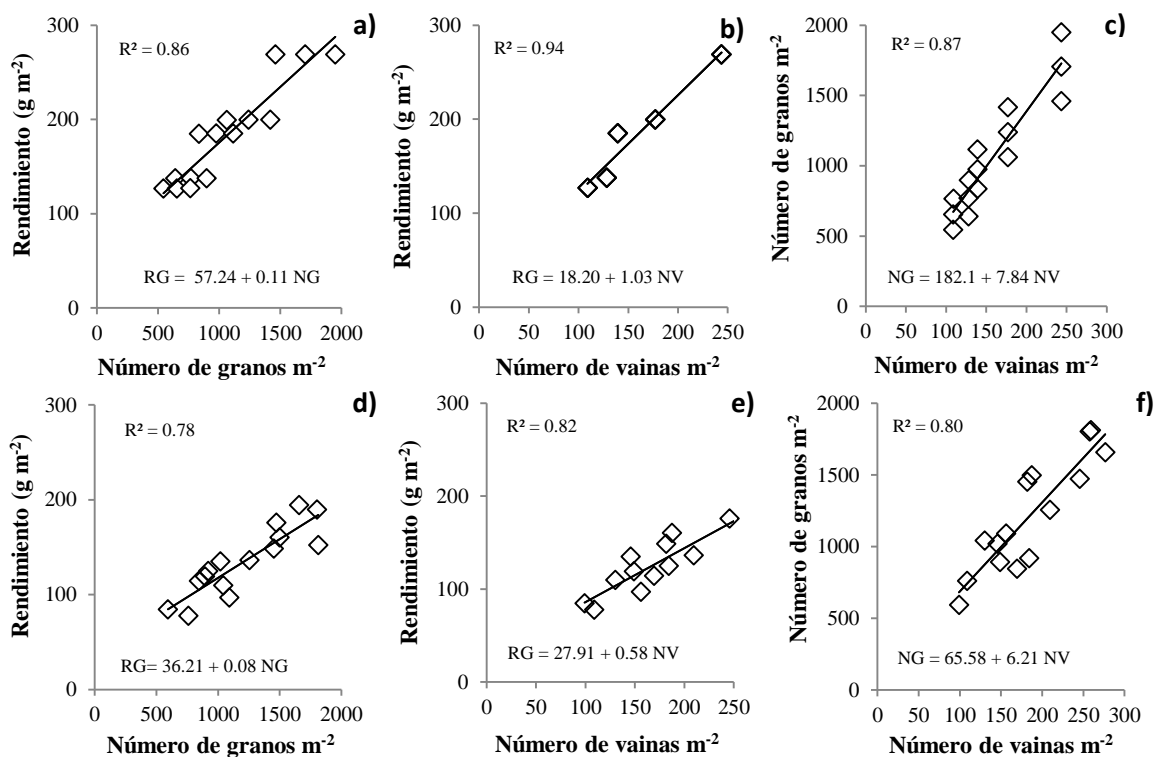 a)
R² = 0.86
RG = 57.24 + 0.11 NG
Rendimiento (g m-2)
300
200
100
0
0 500 1000 1500 2000
Número de granos m-2
b)
R² = 0.94
RG = 18.20 + 1.03 NV
Rendimiento (g m-2)
300
200
100
0
0 50 100 150 200 250
Número de vainas m-2
c)
R² = 0.87
NG = 182.1 + 7.84 NV
Número de granos m-2
2000
1500
1000
500
0
0 50 100 150 200 250 300
Número de vainas m-2
d)
R² = 0.78
RG= 36.21 + 0.08 NG
Rendimiento (g m-2)
300
200
100
0
0 500 1000 1500 2000
Número de granos m-2
e)
R² = 0.82
RG = 27.91 + 0.58 NV
Rendimiento (g m-2)
300
200
100
0
0 50 100 150 200 250
Número de vainas m-2
f)
R² = 0.80
NG = 65.58 + 6.21 NV
Número de granos m-2
2000
1500
1000
500
0
0 50 100 150 200 250 300
Número de vainas m-2